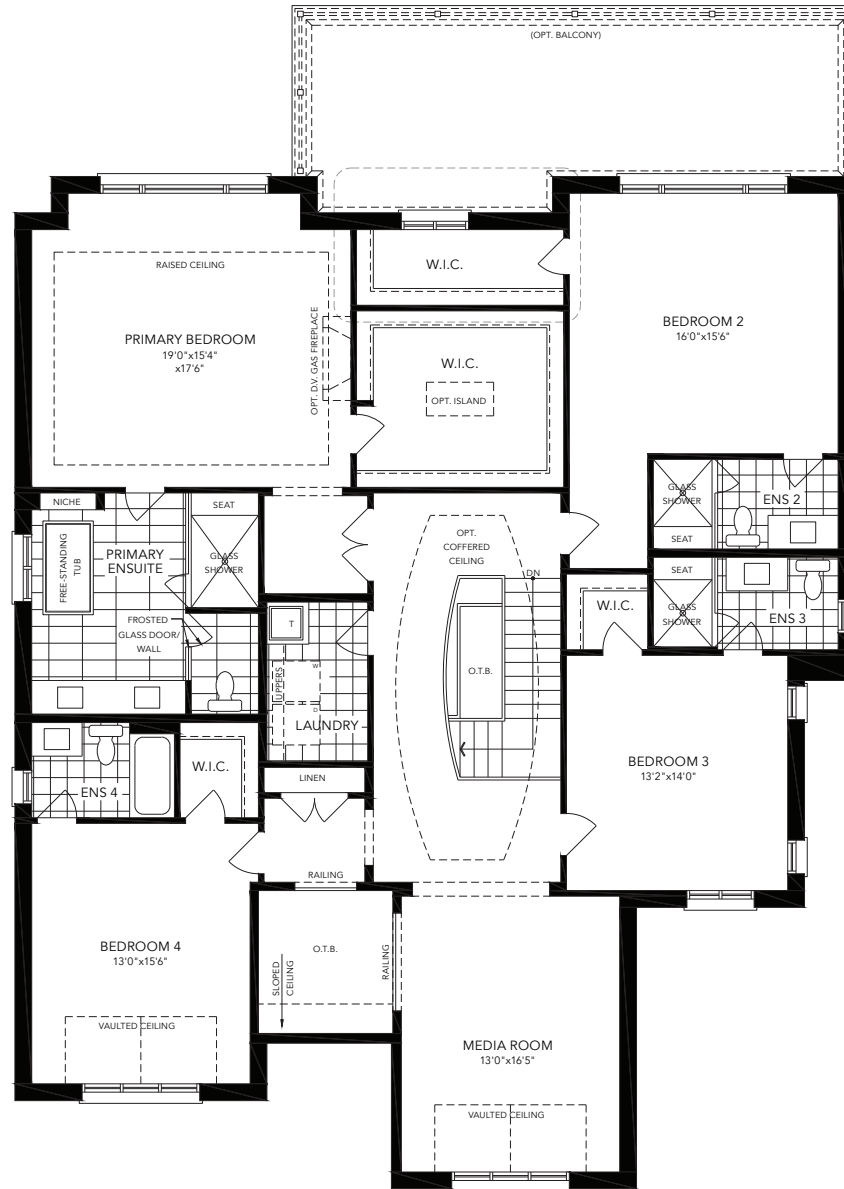 (OPT. BALCONY)
RAISED CEILING
PRIMARY BEDROOM
19'0"x15'4"
x17'6"
OPT. D.V. GAS FIREPLACE
W.I.C.
W.I.C.
OPT. ISLAND
BEDROOM 2
16'0"x15'6"
NICHE
FREE-STANDING
TUB
PRIMARY
ENSUITE
SEAT
GLASS
SHOWER
FROSTED
GLASS DOOR/
WALL
OPT.
COFFERED
CEILING
DN
O.T.B.
GLASS
SHOWER
SEAT
ENS 2
SEAT
GLASS
SHOWER
ENS 3
W.I.C.
T
UPPERS
W
D
LAUNDRY
ENS 4
W.I.C.
LINEN
BEDROOM 3
13'2"x14'0"
RAILING
BEDROOM 4
13'0"x15'6"
VAULTED CEILING
O.T.B.
SLOPED
CEILING
RAILING
MEDIA ROOM
13'0"x16'5"
VAULTED CEILING